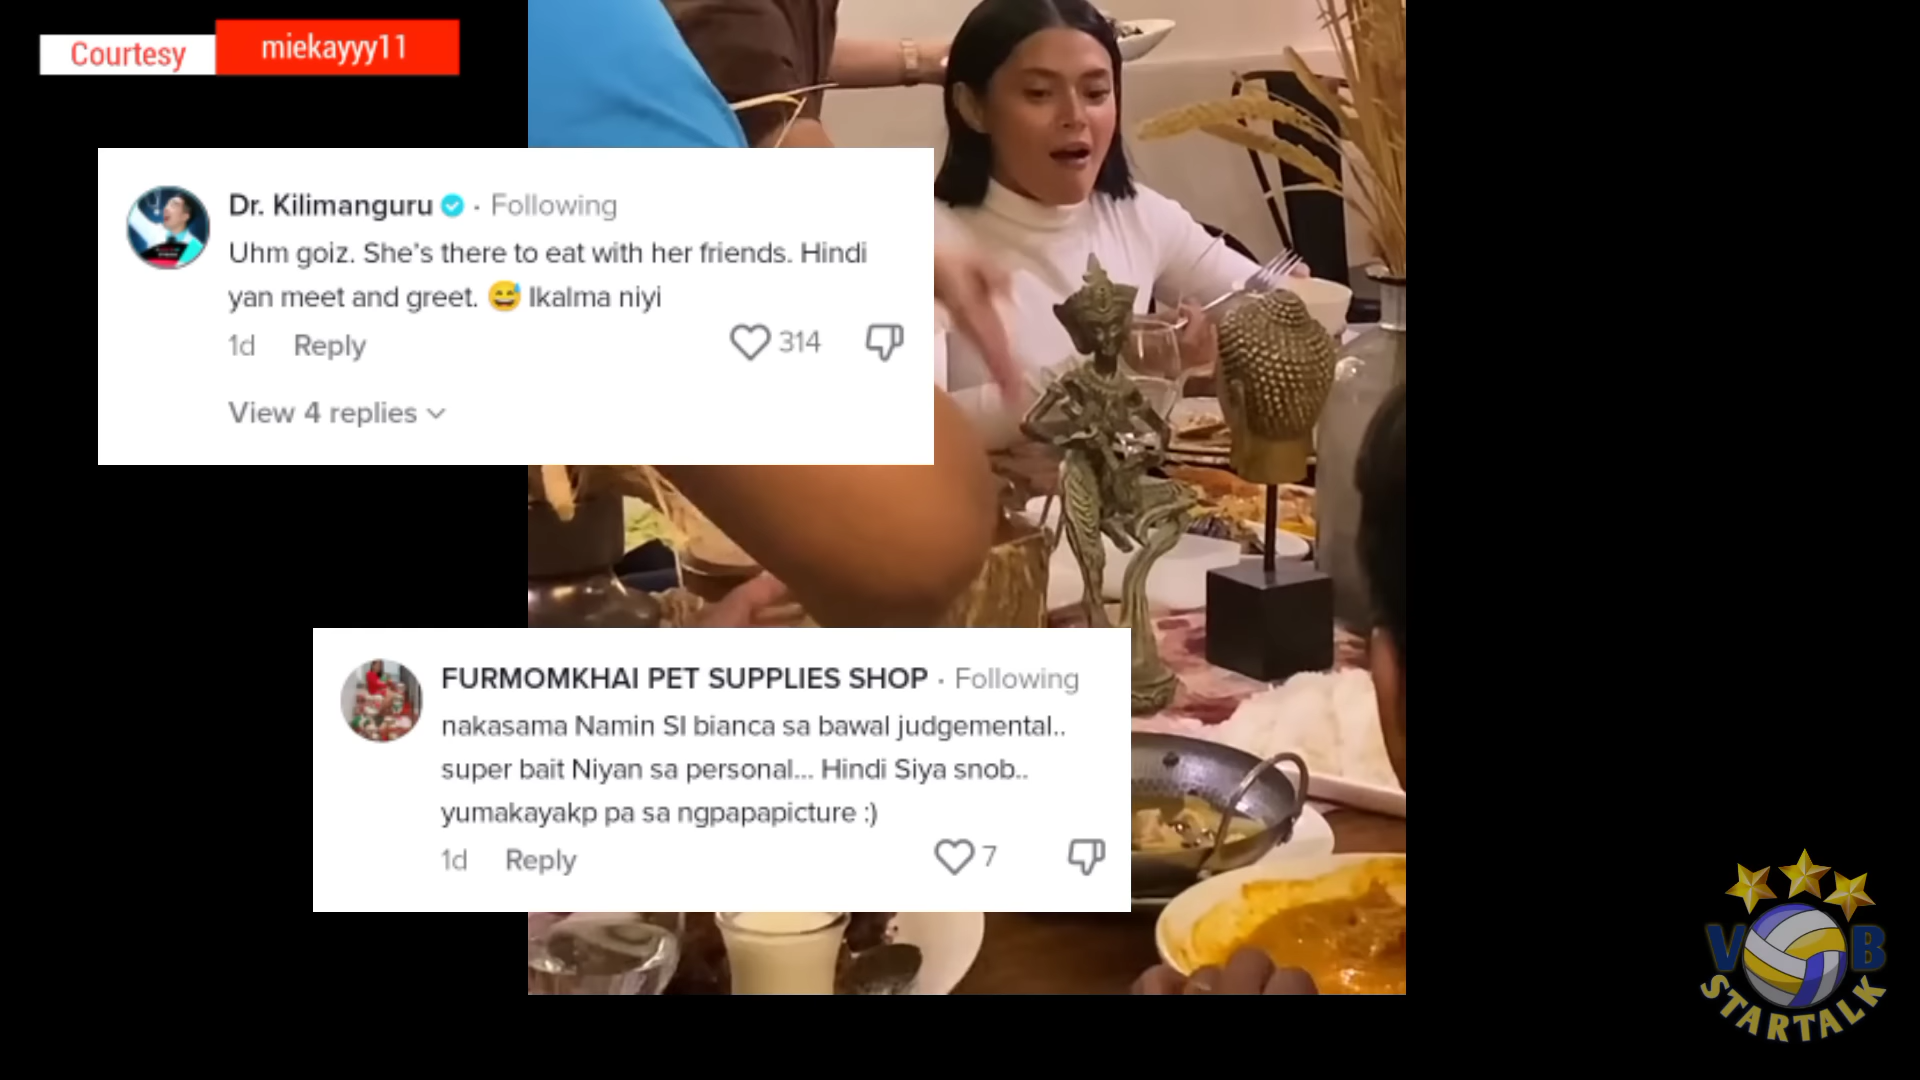 Courtesy miekayyy11
Dr. Kilimanguru · Following
Uhm goiz. She's there to eat with her friends. Hindi
yan meet and greet. 😅 Ikalma niyi
1d Reply 314
View 4 replies
FURMOMKHAI PET SUPPLIES SHOP · Following
nakasama Namin SI bianca sa bawal judgemental..
super bait Niyan sa personal... Hindi Siya snob..
yumakayakp pa sa ngpapapicture :)
1d Reply 7
V B
STARTALK